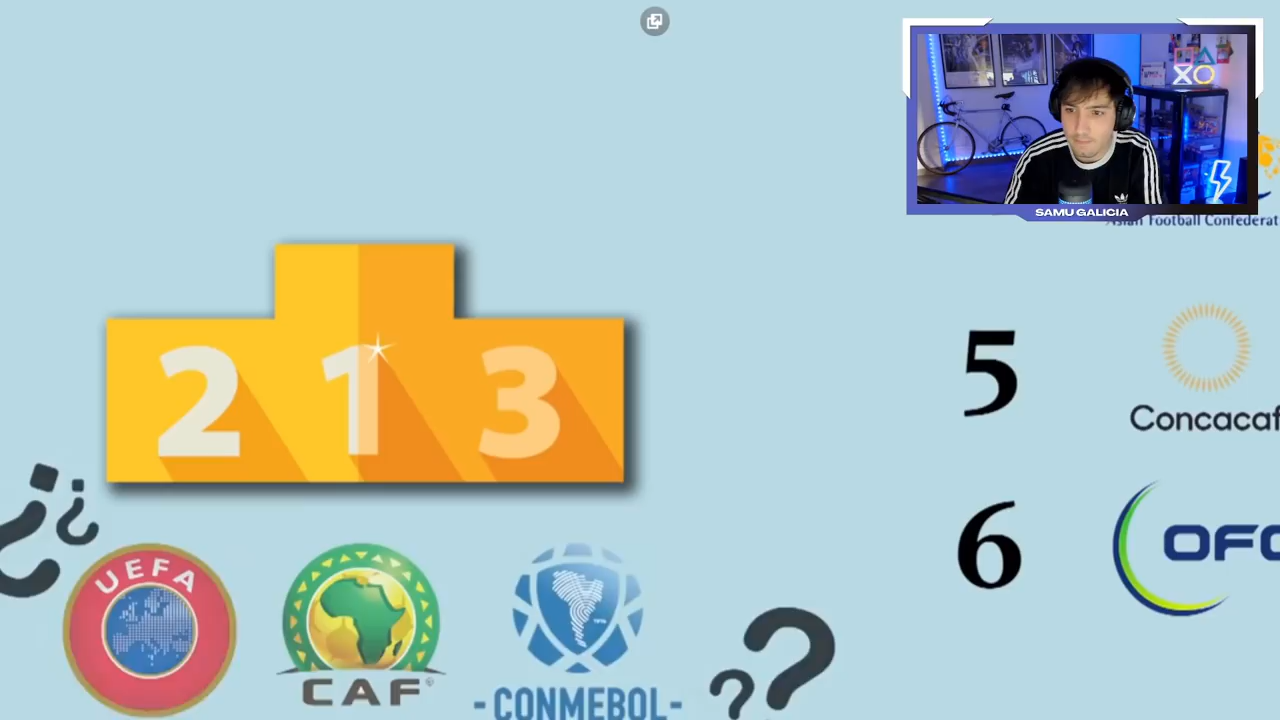 SAMU GALICIA
Asian Football Confederat
2 1 3
5
Concacaf
6
OFC
¿¿
UEFA
CAF
-CONMEBOL-
??